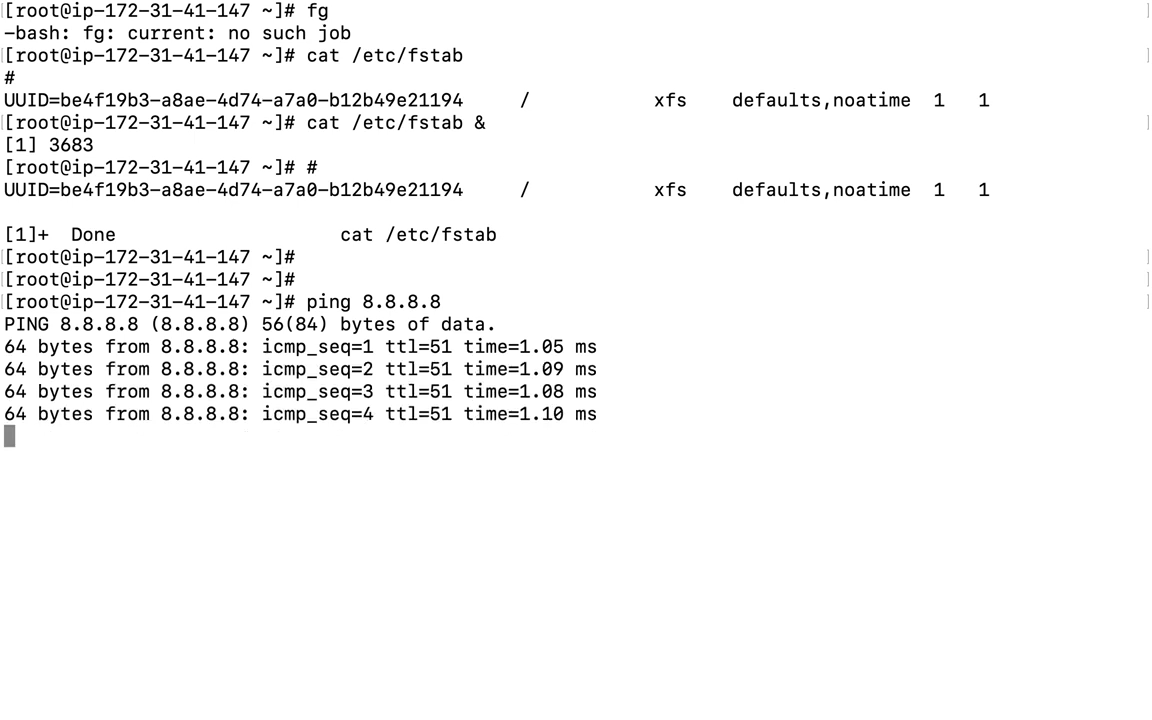 [root@ip-172-31-41-147 ~]# fg
-bash: fg: current: no such job
[root@ip-172-31-41-147 ~]# cat /etc/fstab
#
UUID=be4f19b3-a8ae-4d74-a7a0-b12b49e21194     /           xfs    defaults,noatime  1   1
[root@ip-172-31-41-147 ~]# cat /etc/fstab &
[1] 3683
[root@ip-172-31-41-147 ~]# #
UUID=be4f19b3-a8ae-4d74-a7a0-b12b49e21194     /           xfs    defaults,noatime  1   1
[1]+  Done                    cat /etc/fstab
[root@ip-172-31-41-147 ~]#
[root@ip-172-31-41-147 ~]#
[root@ip-172-31-41-147 ~]# ping 8.8.8.8
PING 8.8.8.8 (8.8.8.8) 56(84) bytes of data.
64 bytes from 8.8.8.8: icmp_seq=1 ttl=51 time=1.05 ms
64 bytes from 8.8.8.8: icmp_seq=2 ttl=51 time=1.09 ms
64 bytes from 8.8.8.8: icmp_seq=3 ttl=51 time=1.08 ms
64 bytes from 8.8.8.8: icmp_seq=4 ttl=51 time=1.10 ms